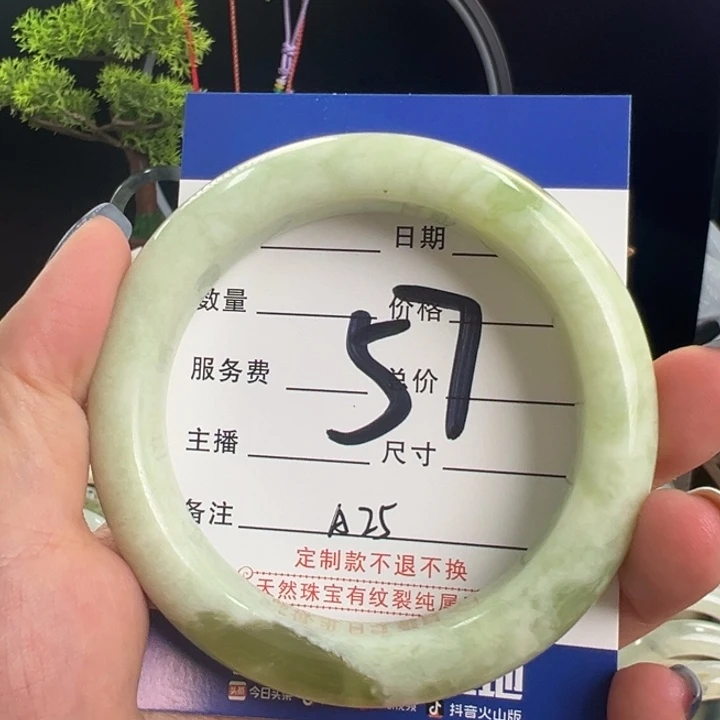 日期
数量 价格
57
服务费 总价
主播 尺寸
备注 A25
定制款不退不换
天然珠宝有纹裂纯属
今日头条 抖音火山版